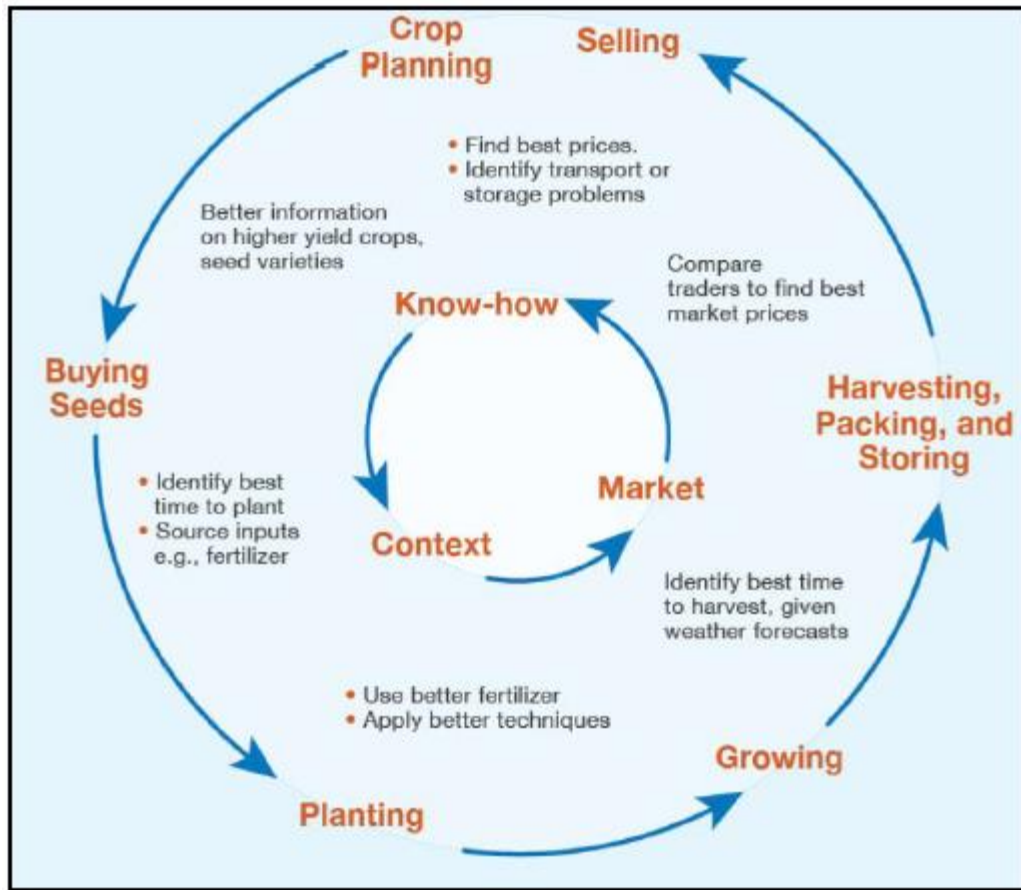 Crop
Planning
Selling
• Find best prices.
• Identify transport or
storage problems
Better information
on higher yield crops,
seed varieties
Compare
traders to find best
market prices
Know-how
Buying
Seeds
Harvesting,
Packing, and
Storing
• Identify best
time to plant
• Source inputs
e.g., fertilizer
Market
Context
Identify best time
to harvest, given
weather forecasts
• Use better fertilizer
• Apply better techniques
Growing
Planting